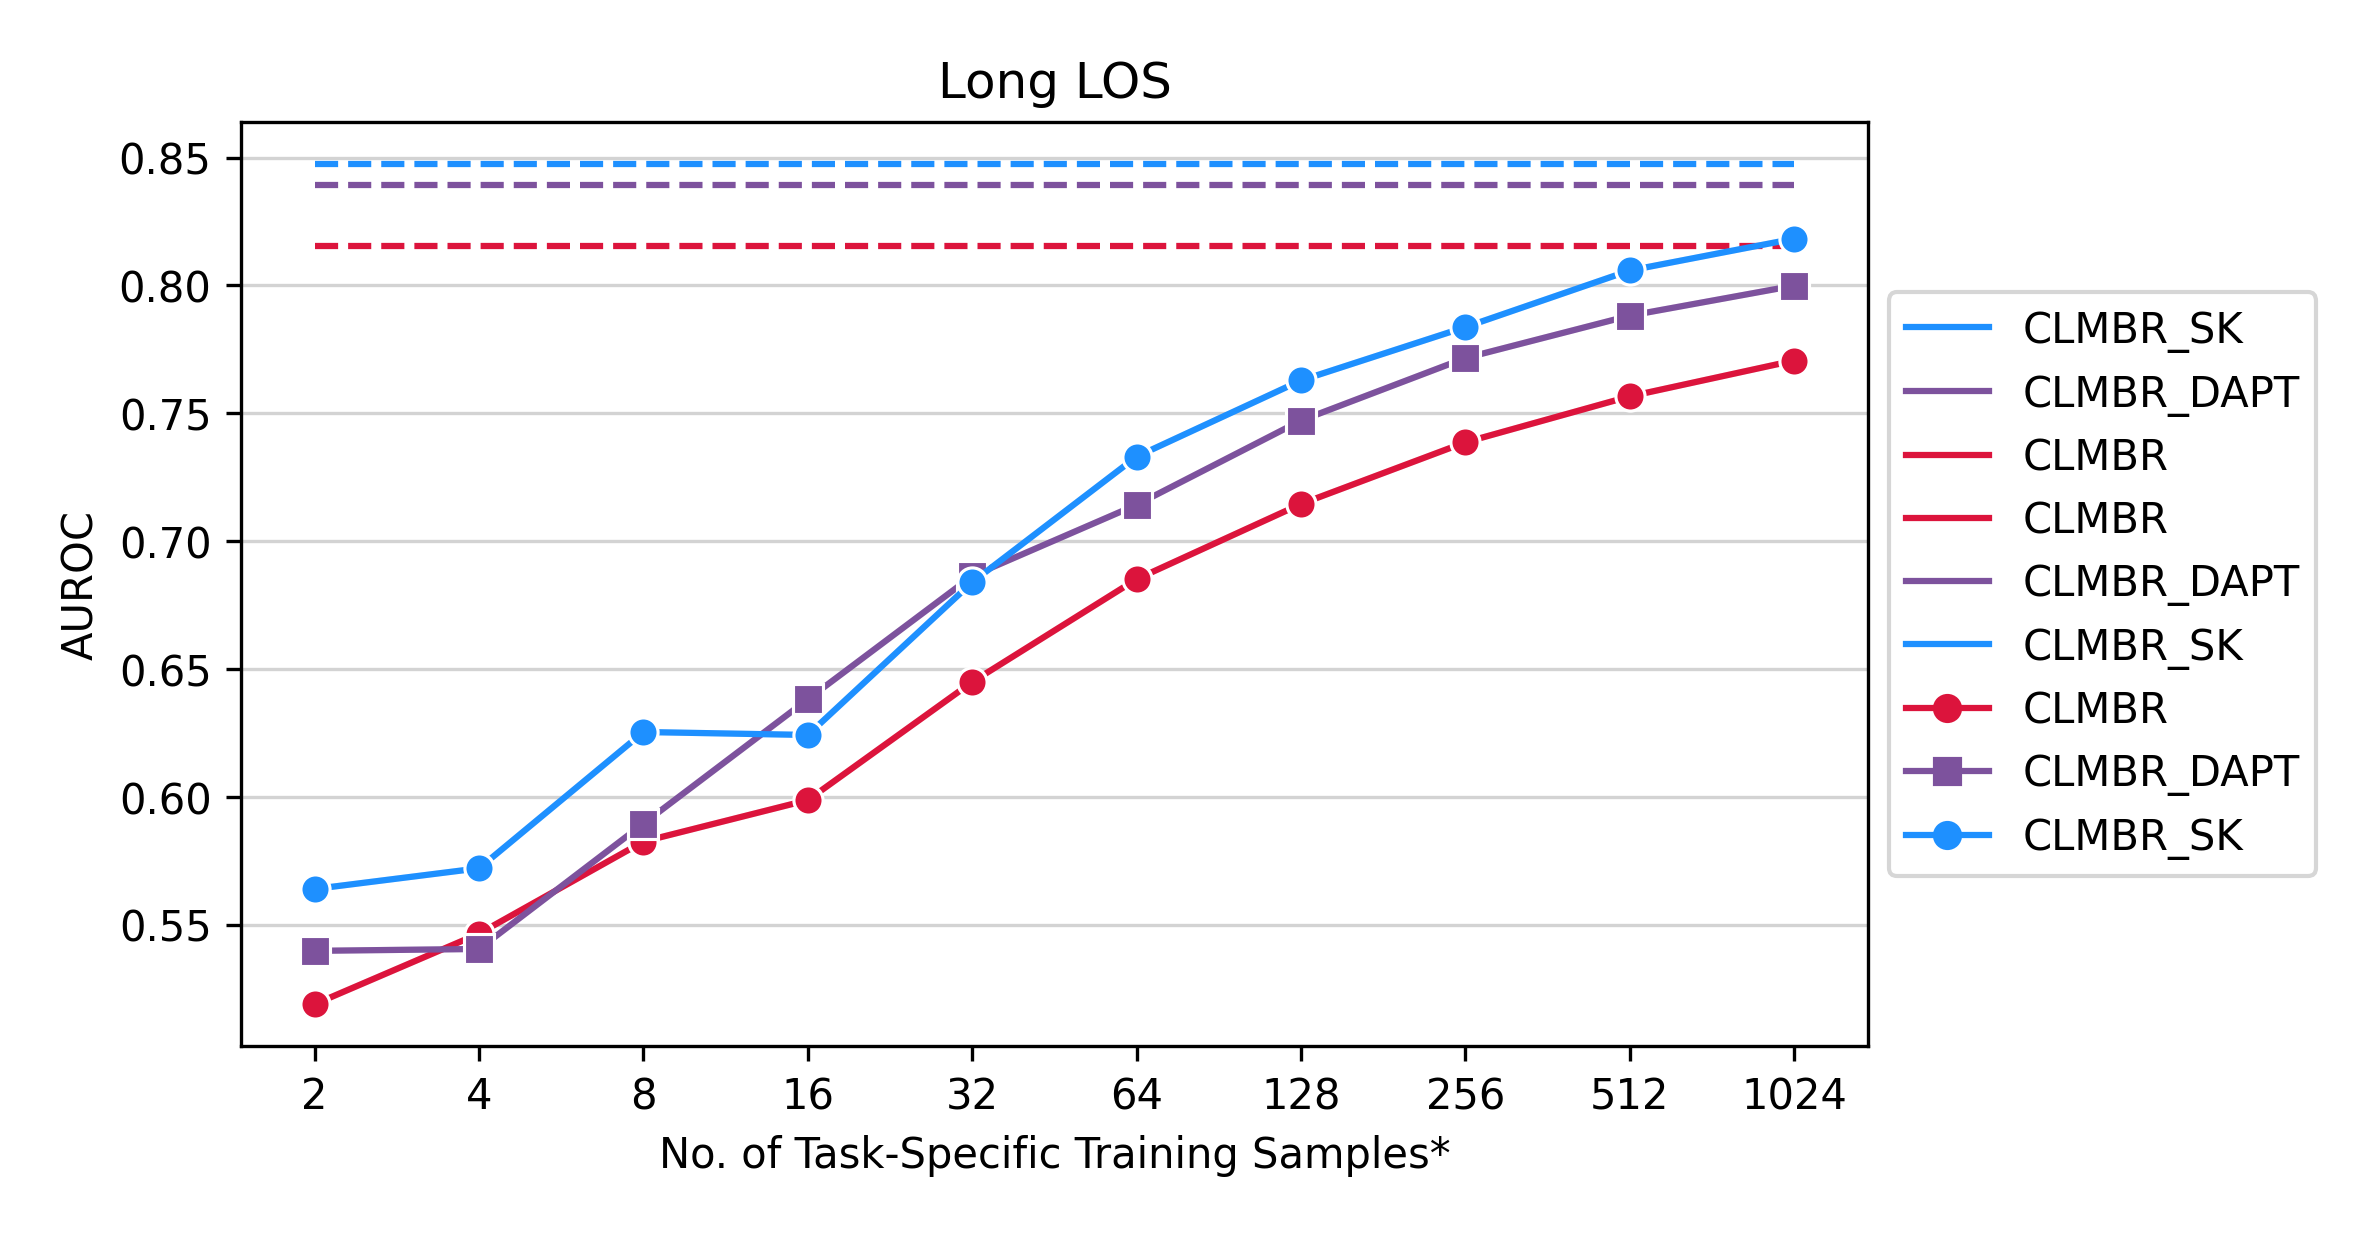 Long LOS
0.85
0.80
0.75
0.70
0.65
0.60
0.55
AUROC
2 4 8 16 32 64 128 256 512 1024
No. of Task-Specific Training Samples*
CLMBR_SK
CLMBR_DAPT
CLMBR
CLMBR
CLMBR_DAPT
CLMBR_SK
CLMBR
CLMBR_DAPT
CLMBR_SK